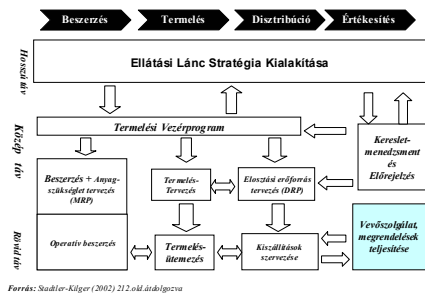 Beszerzés Termelés Disztribúció Értékesítés
Hosszú táv
Ellátási Lánc Stratégia Kialakítása
Közép táv
Termelési Vezérprogram
Kereslet-
menedzsment
és
Előrejelzés
Beszerzés + Anyag-
szükséglet tervezés
(MRP)
Termelés-
Tervezés
Elosztási erőforrás
tervezés (DRP)
Rövid táv
Operatív beszerzés
Termelés-
ütemezés
Kiszállítások
szervezése
Vevőszolgálat,
megrendelések
teljesítése
Forrás: Stadtler-Kilger (2002) 212.old.átdolgozva